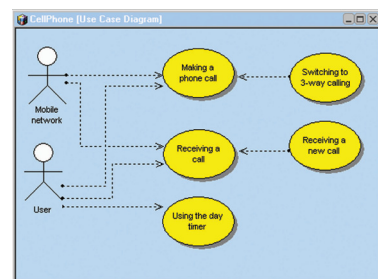 CellPhone [Use Case Diagram]
Making a
phone call
Switching to
3-way calling
Mobile
network
Receiving a
call
Receiving a
new call
User
Using the day
timer